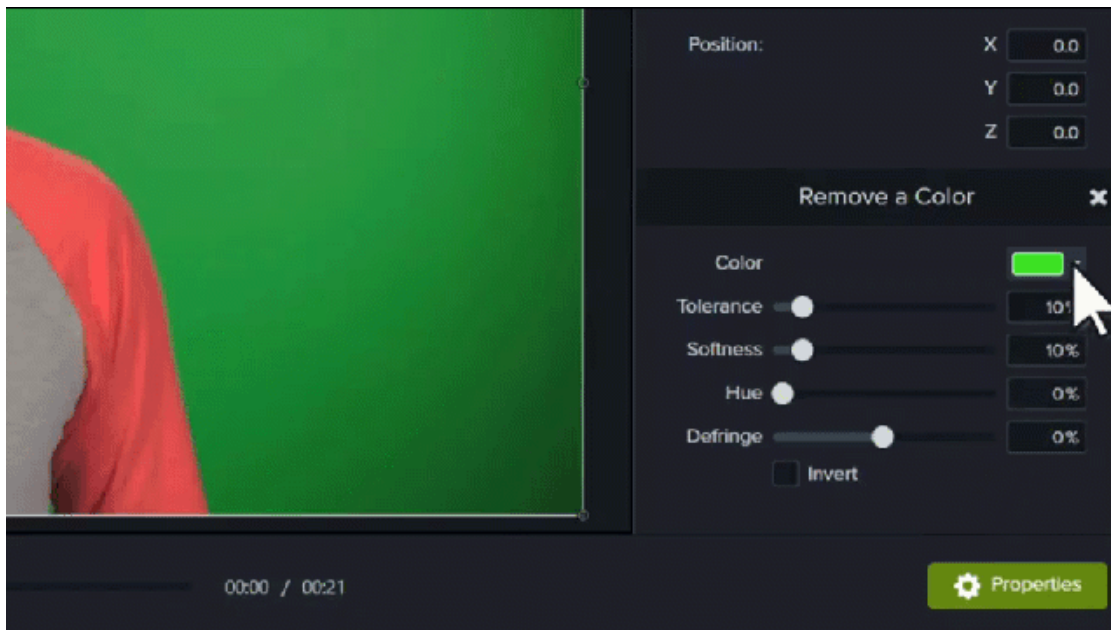 Position: X 0.0
Y 0.0
Z 0.0
Remove a Color
Color
Tolerance
Softness 10%
Hue 0%
Defringe 0%
Invert
00:00 / 00:21
Properties